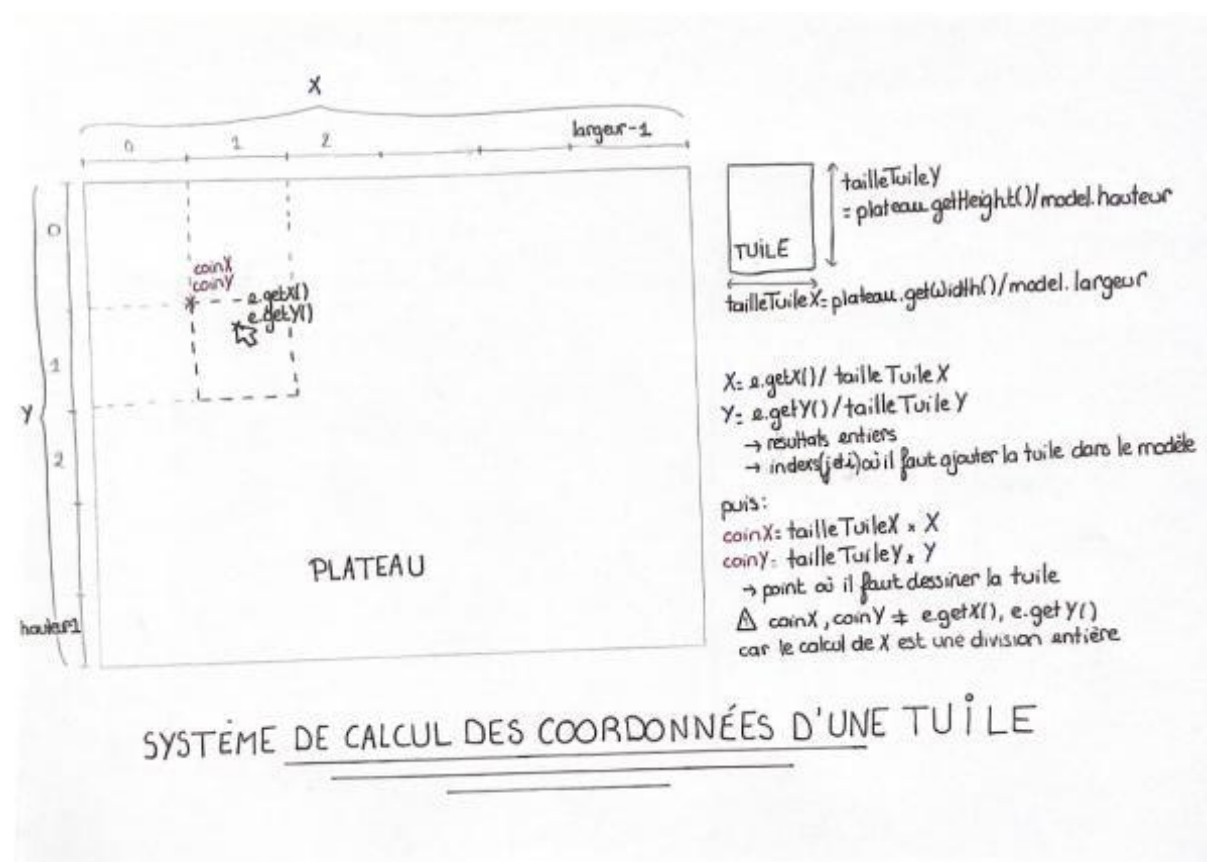 X
0 1 2 largeur-1
Y
0
1
2
hauteur-1
coinX
coinY
e.getX()
e.getY()
PLATEAU
TUILE
tailleTuileY
= plateau.getHeight()/model.hauteur
tailleTuileX= plateau.getWidth()/model.largeur
X= e.getX()/tailleTuileX
Y= e.getY()/tailleTuileY
→ résultats entiers
→ indexs(j et i) où il faut ajouter la tuile dans le modèle
puis:
coinX= tailleTuileX × X
coinY= tailleTuileY × Y
→ point où il faut dessiner la tuile
⚠ coinX, coinY ≠ e.getX(), e.getY()
car le calcul de X est une division entière
SYSTÈME DE CALCUL DES COORDONNÉES D'UNE TUILE